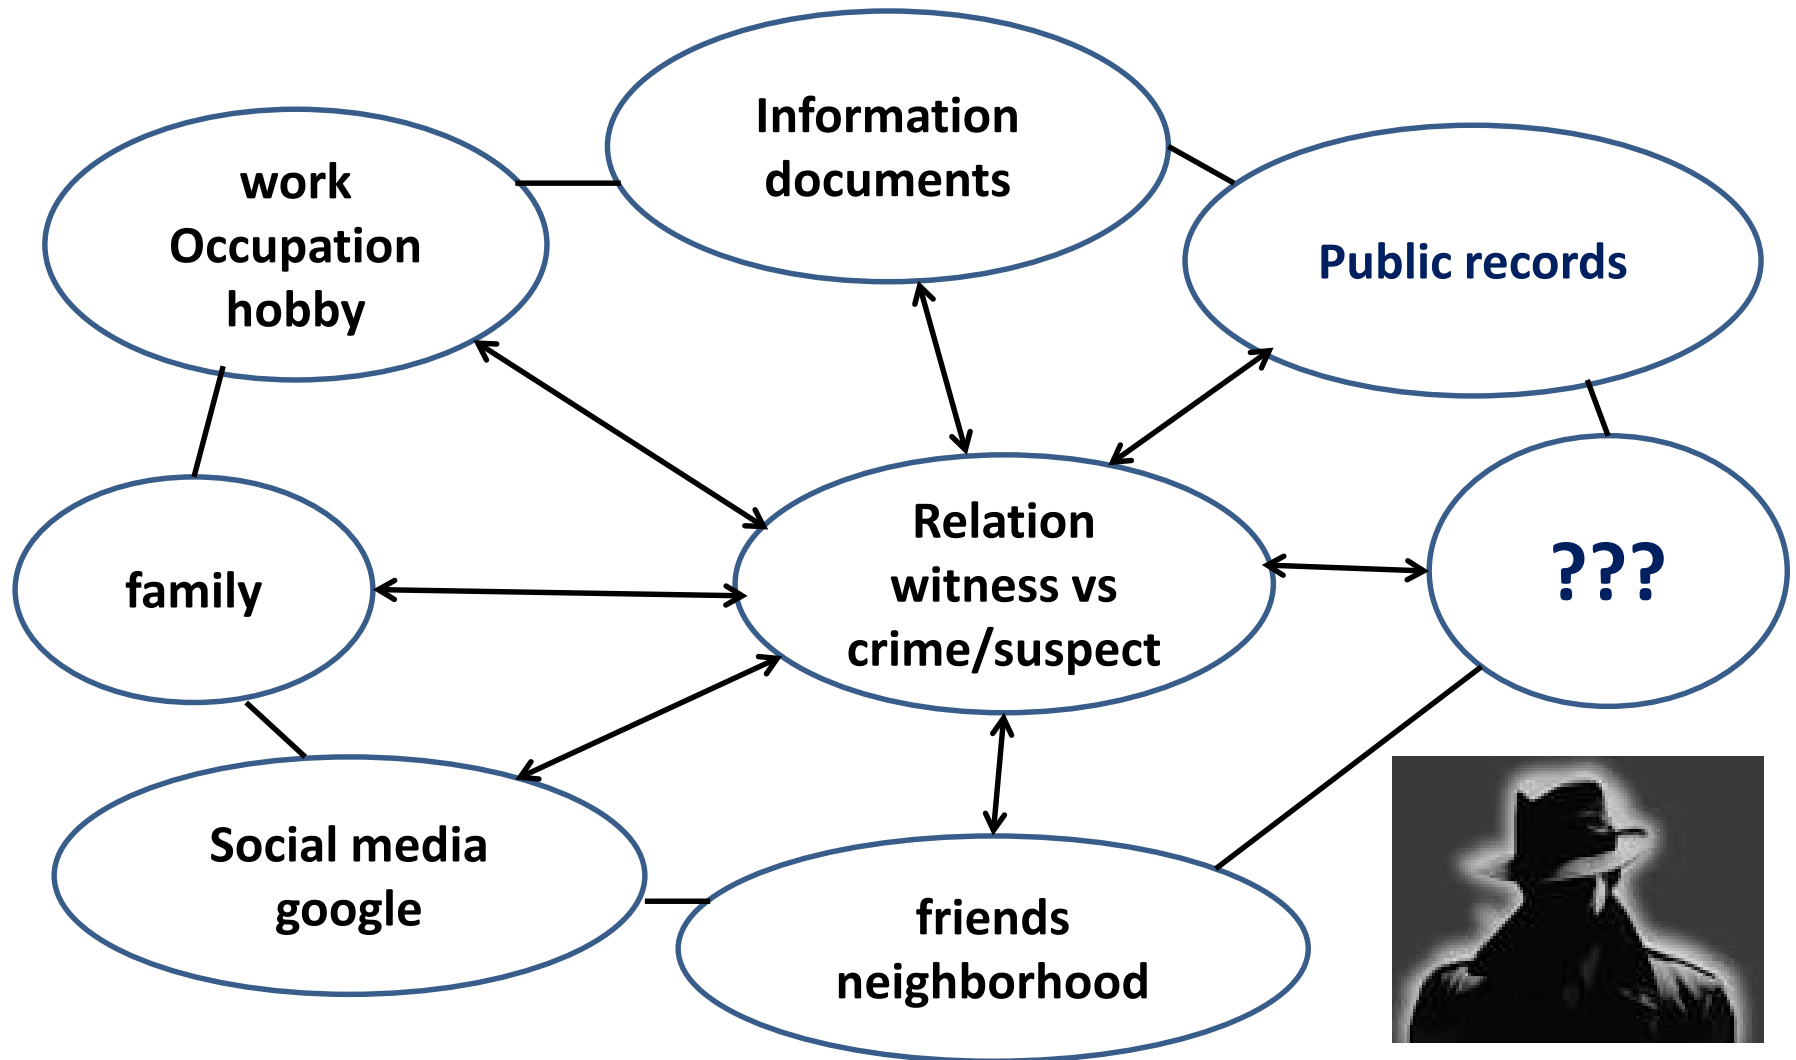 Information
documents
work
Occupation
hobby
Public records
Relation
witness vs
crime/suspect
family
???
Social media
google
friends
neighborhood